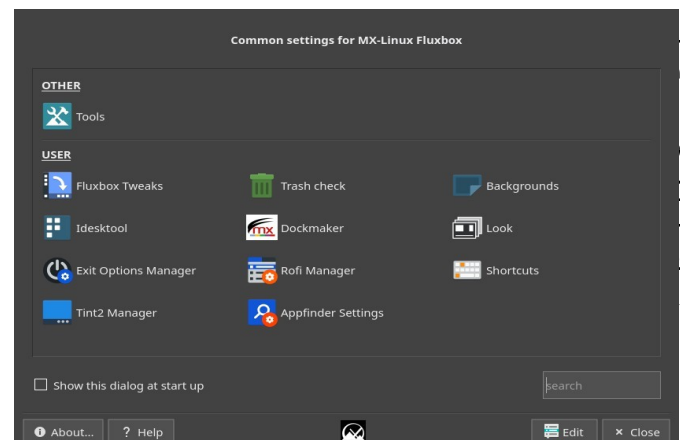 Common settings for MX-Linux Fluxbox
OTHER
Tools
USER
Fluxbox Tweaks
Trash check
Backgrounds
Idesktool
mx
Dockmaker
Look
Exit Options Manager
Rofi Manager
Shortcuts
Tint2 Manager
Appfinder Settings
Show this dialog at start up
search
About...
? Help
Edit
× Close